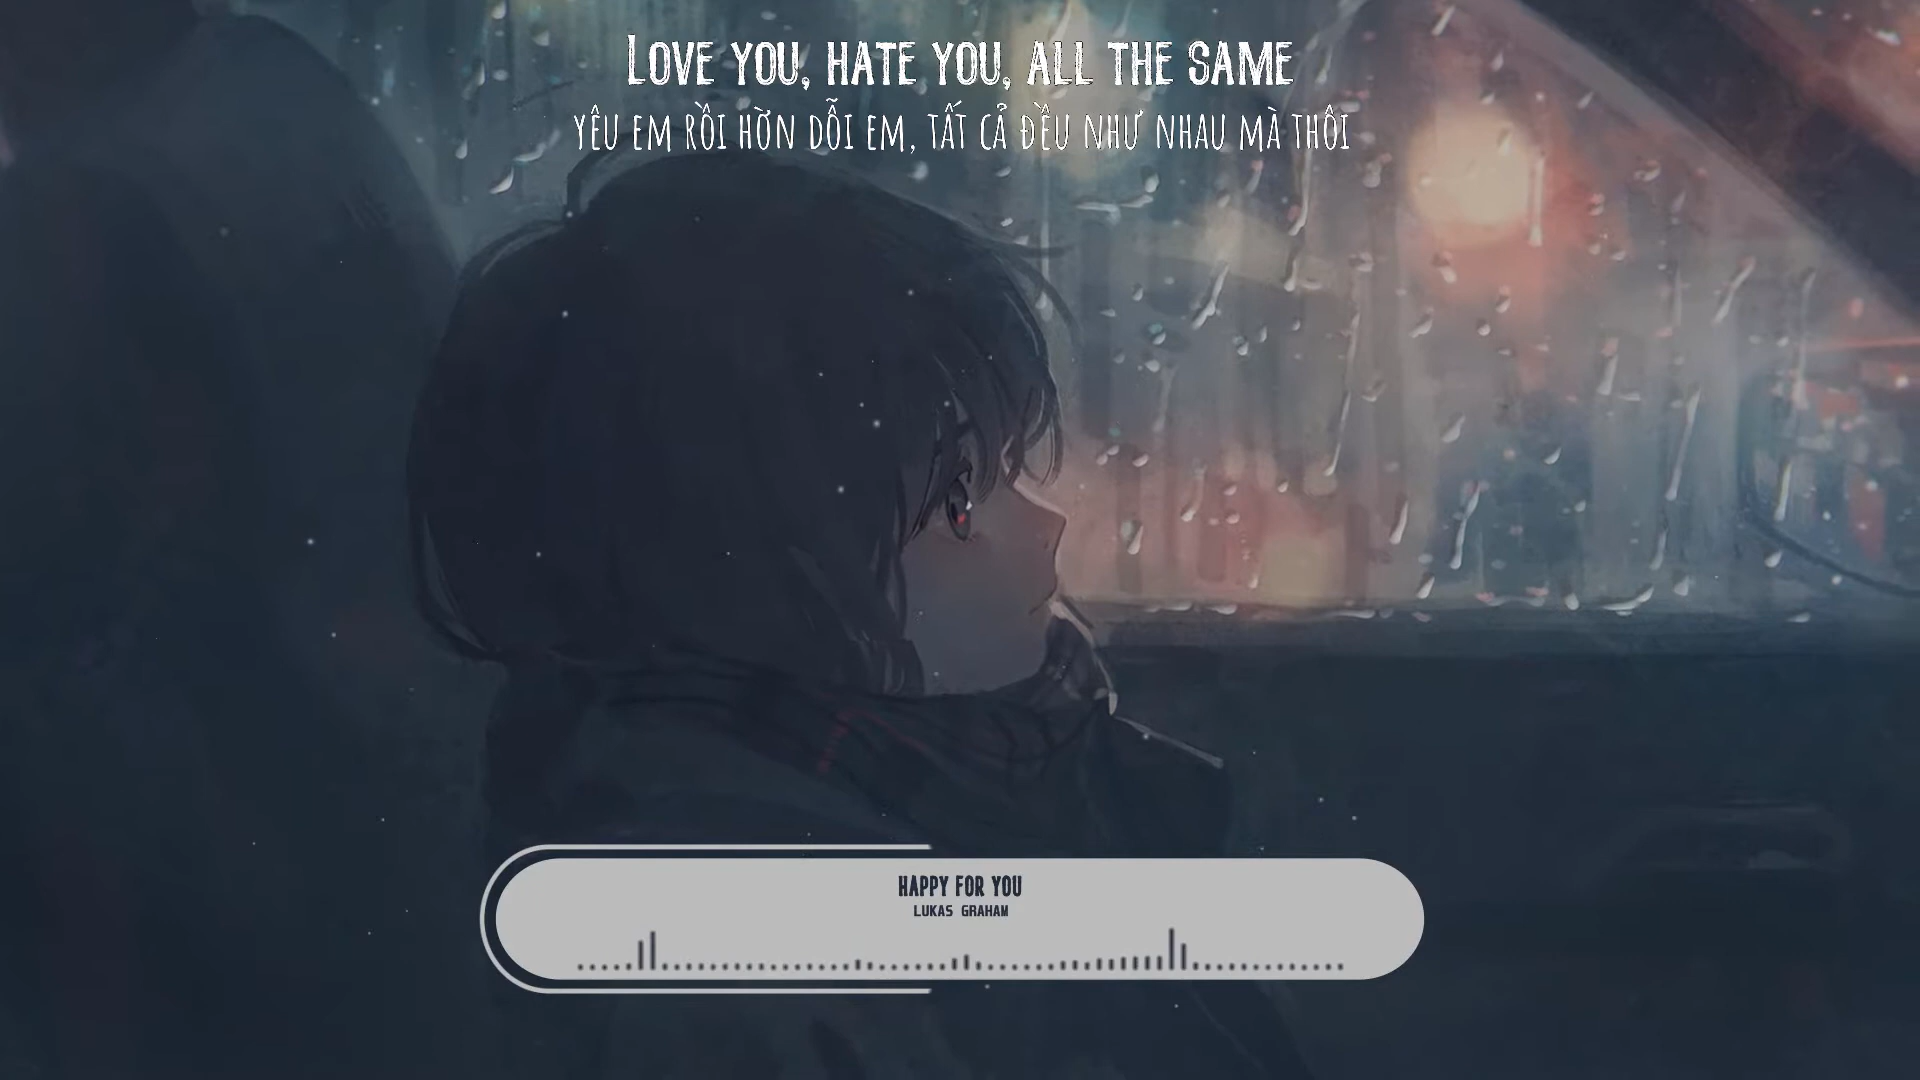 LOVE YOU, HATE YOU, ALL THE SAME
YÊU EM RỒI HỜN DỖI EM, TẤT CẢ ĐỀU NHƯ NHAU MÀ THÔI
HAPPY FOR YOU
LUKAS GRAHAM